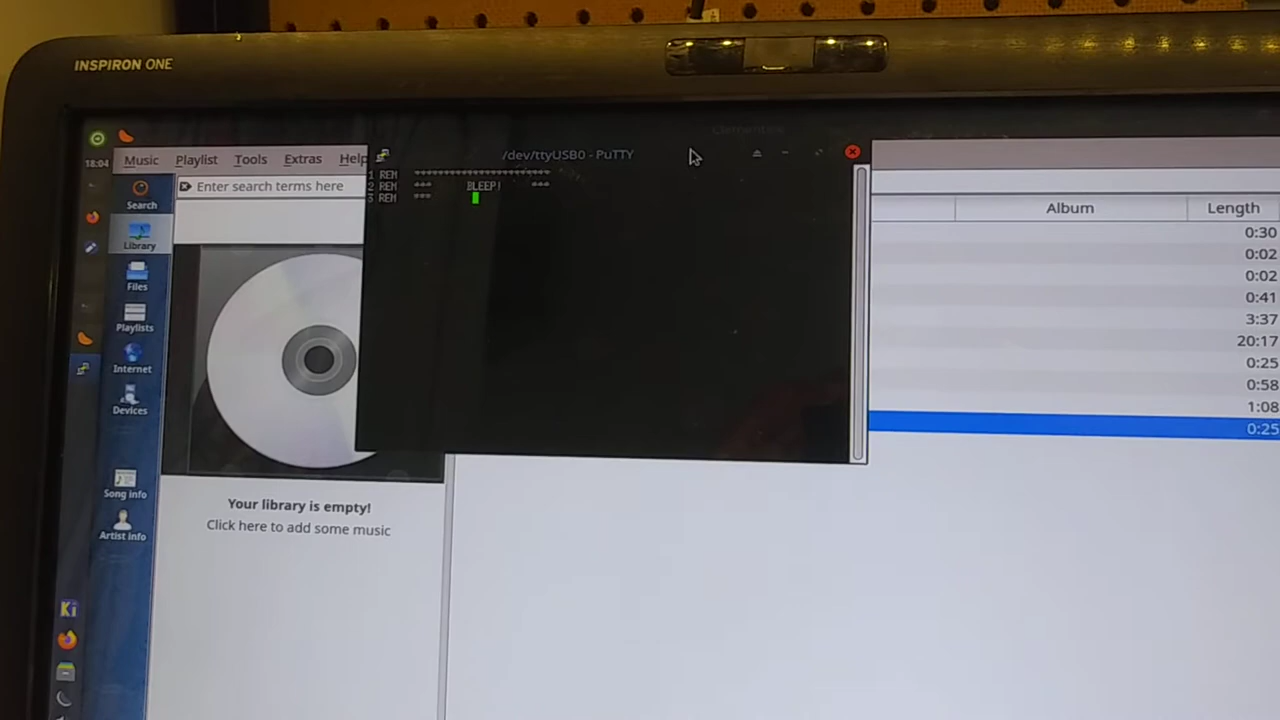 INSPIRON ONE
Clementine
18:04
Music Playlist Tools Extras Help
/dev/ttyUSB0 - PuTTY
Enter search terms here
1 REM ***********************
2 REM *** BLEEP! ***
3 REM ***
Search
Library
Files
Playlists
Internet
Devices
Song info
Artist info
Your library is empty!
Click here to add some music
Album Length
0:30
0:02
0:02
0:41
3:37
20:17
0:25
0:58
1:08
0:25
Ki